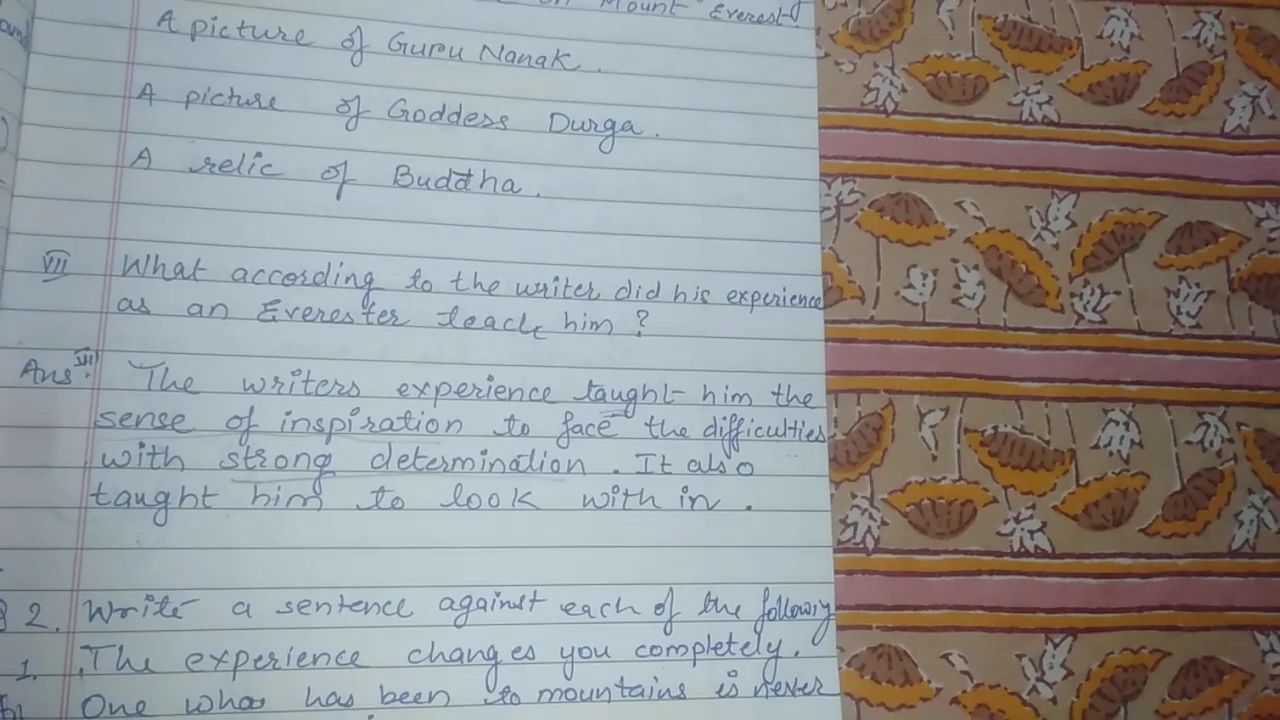 Mount Everest?
A picture of Guru Nanak.
A picture of Goddess Durga.
A relic of Buddha.
VII What according to the writer did his experience
as an Everester teach him ?
Ans VII. The writers experience taught him the
sense of inspiration to face the difficulties
with strong determination. It also
taught him to look with in.
2. Write a sentence against each of the following
1. The experience changes you completely.
One who has been to mountains is never